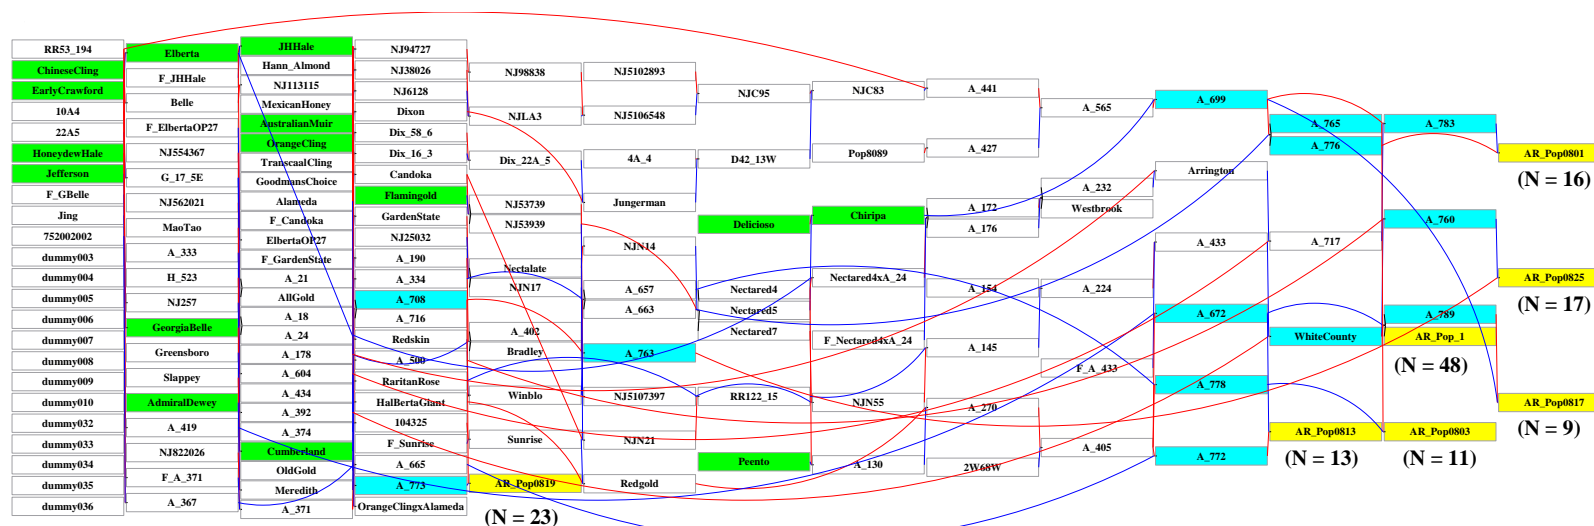 RR53_194
ChineseCling
EarlyCrawford
10A4
22A5
HoneydewHale
Jefferson
F_GBelle
Jing
752002002
dummy003
dummy004
dummy005
dummy006
dummy007
dummy008
dummy009
dummy010
dummy032
dummy033
dummy034
dummy035
dummy036
Elberta
F_JHHale
Belle
F_ElbertaOP27
NJ554367
G_17_5E
NJ562021
MaoTao
A_333
H_523
NJ257
GeorgiaBelle
Greensboro
Slappey
AdmiralDewey
A_419
NJ822026
F_A_371
A_367
JHHale
Hann_Almond
NJ113115
MexicanHoney
AustralianMuir
OrangeCling
TranscaalCling
GoodmansChoice
Alameda
F_Candoka
ElbertaOP27
F_GardenState
A_21
AllGold
A_18
A_24
A_178
A_604
A_434
A_392
A_374
Cumberland
OldGold
Meredith
A_371
NJ94727
NJ38026
NJ6128
Dixon
Dix_58_6
Dix_16_3
Candoka
Flamingold
GardenState
NJ25032
A_190
A_334
A_708
A_716
Redskin
A_500
RaritanRose
HalBertaGiant
104325
F_Sunrise
A_665
A_773
OrangeClingxAlameda
NJ98838
NJLA3
Dix_22A_5
NJ53739
NJ53939
Nectalate
NJN17
A_402
Bradley
Winblo
Sunrise
AR_Pop0819
(N = 23)
NJ5102893
NJ5106548
4A_4
Jungerman
NJN14
A_657
A_663
A_763
NJ5107397
NJN21
Redgold
NJC95
D42_13W
Delicioso
Nectared4
Nectared5
Nectared7
RR122_15
Peento
NJC83
Pop8089
Chiripa
Nectared4xA_24
F_Nectared4xA_24
NJN55
A_130
A_441
A_427
A_172
A_176
A_154
A_145
A_270
2W68W
A_565
A_232
Westbrook
A_224
F_A_433
A_405
A_699
Arrington
A_433
A_672
A_778
A_772
A_765
A_776
A_717
WhiteCounty
AR_Pop0813
(N = 13)
A_783
A_760
A_789
AR_Pop_1
(N = 48)
AR_Pop0803
(N = 11)
AR_Pop0801
(N = 16)
AR_Pop0825
(N = 17)
AR_Pop0817
(N = 9)